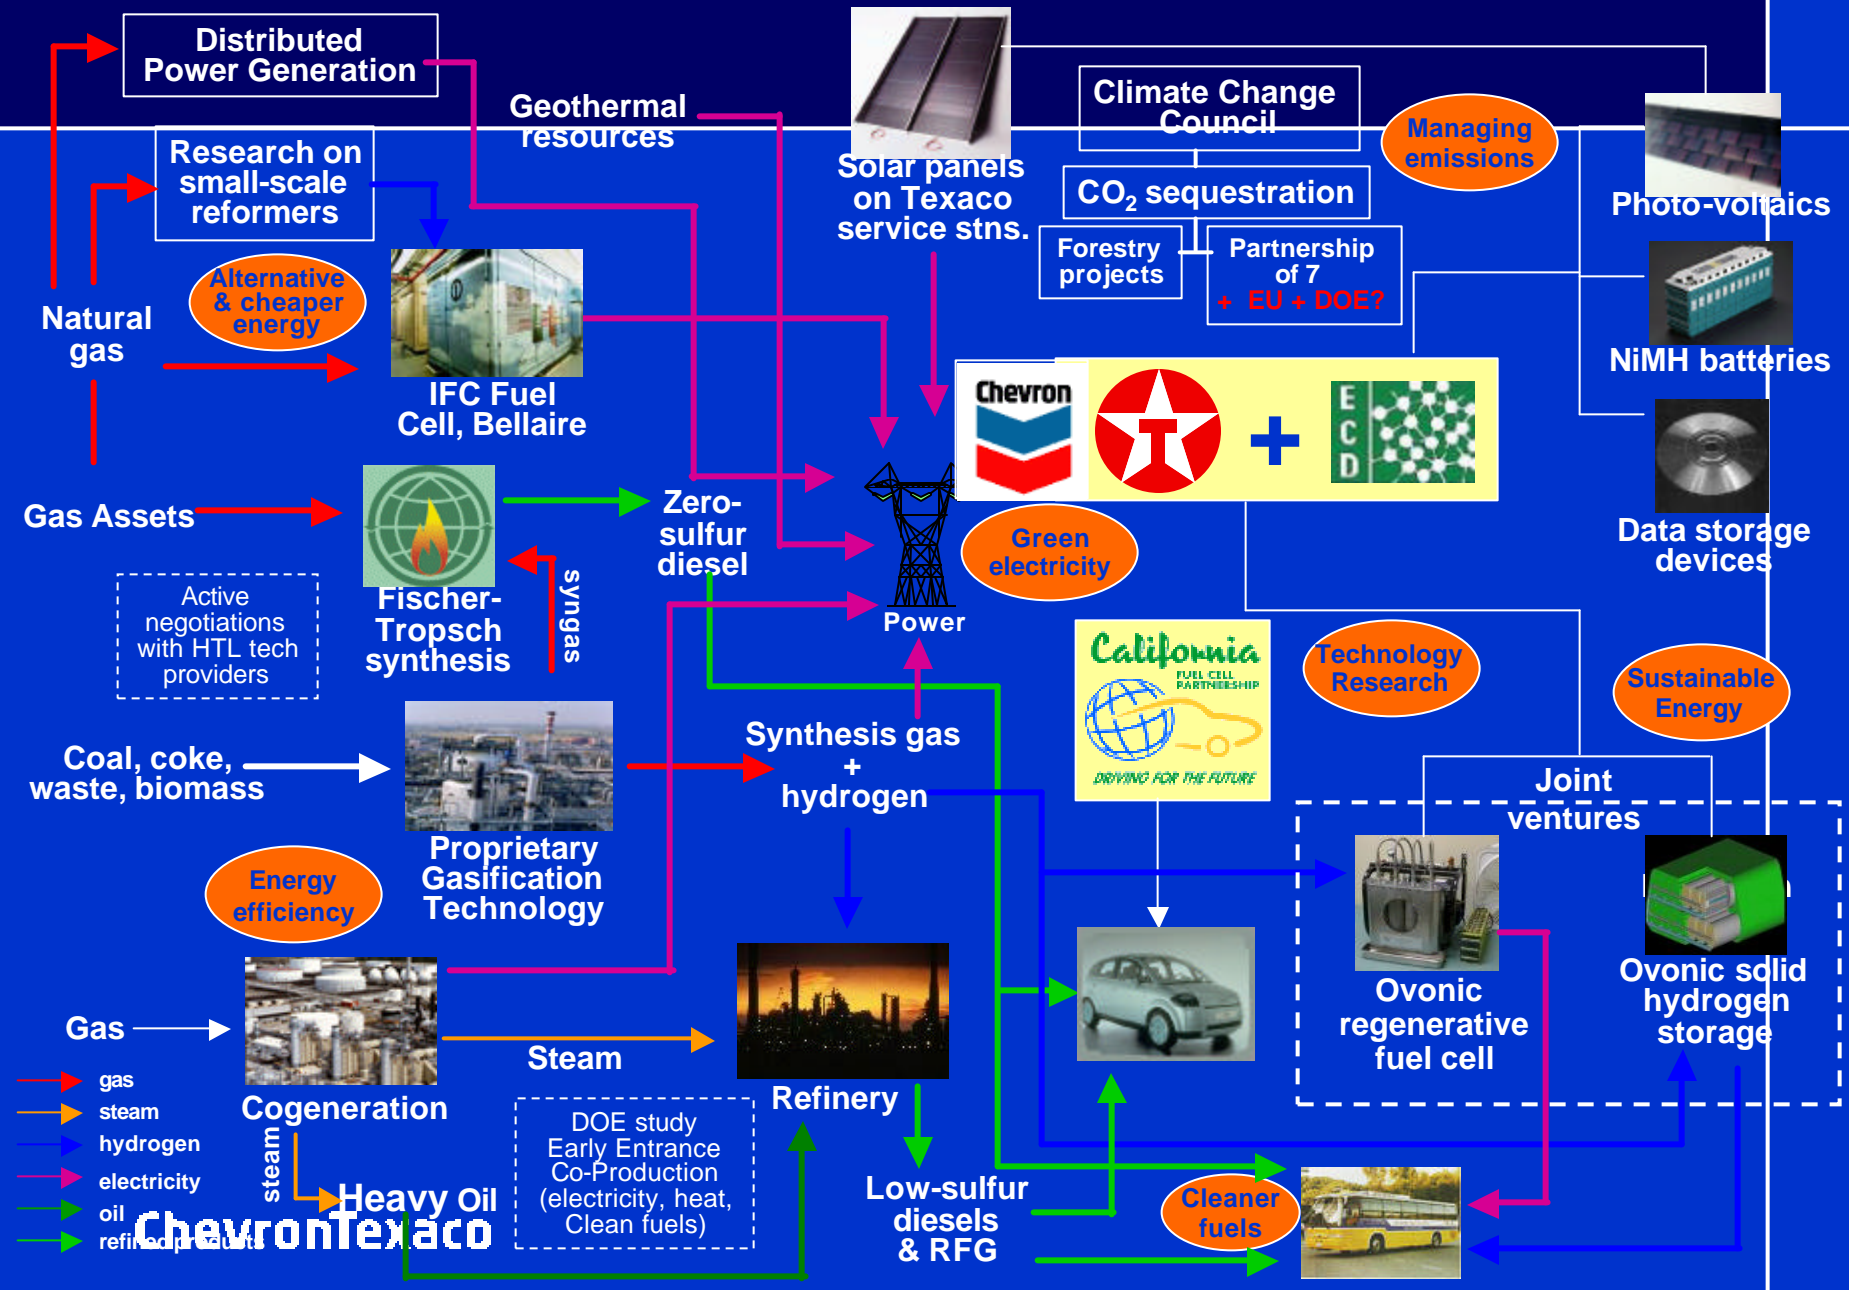 Distributed
Power Generation
Geothermal
resources
Research on
small-scale
reformers
Solar panels
on Texaco
service stns.
Climate Change
Council
CO2 sequestration
Forestry
projects
Partnership
of 7
+ EU + DOE?
Managing
emissions
Photo-voltaics
NiMH batteries
Data storage
devices
Alternative
& cheaper
energy
Natural
gas
IFC Fuel
Cell, Bellaire
Chevron
T
+
E
C
D
Gas Assets
Zero-
sulfur
diesel
Green
electricity
Active
negotiations
with HTL tech
providers
Fischer-
Tropsch
synthesis
syngas
Power
California
FUEL CELL
PARTNERSHIP
DRIVING FOR THE FUTURE
Technology
Research
Sustainable
Energy
Coal, coke,
waste, biomass
Synthesis gas
+
hydrogen
Joint
ventures
Proprietary
Gasification
Technology
Energy
efficiency
Ovonic
regenerative
fuel cell
Ovonic solid
hydrogen
storage
Gas
Steam
Cogeneration
Refinery
steam
Heavy Oil
DOE study
Early Entrance
Co-Production
(electricity, heat,
Clean fuels)
Low-sulfur
diesels
& RFG
Cleaner
fuels
gas
steam
hydrogen
electricity
oil
refined products
ChevronTexaco